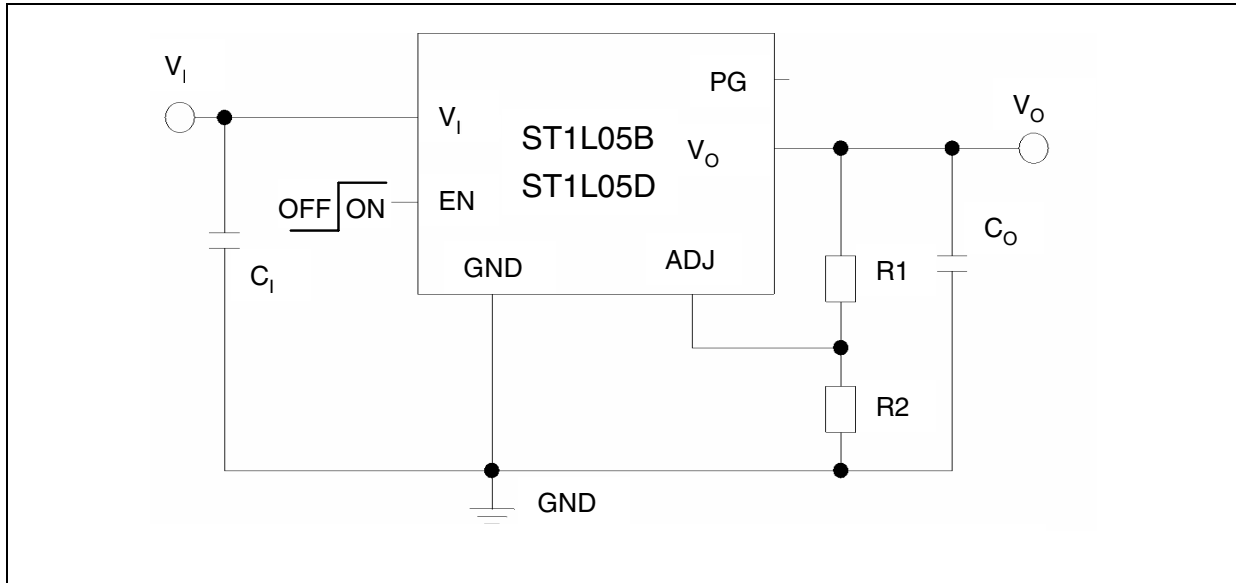 V_I
V_I
PG
V_O
ST1L05B
V_O
ST1L05D
OFF ON
EN
C_I
GND
ADJ
R1
C_O
R2
GND